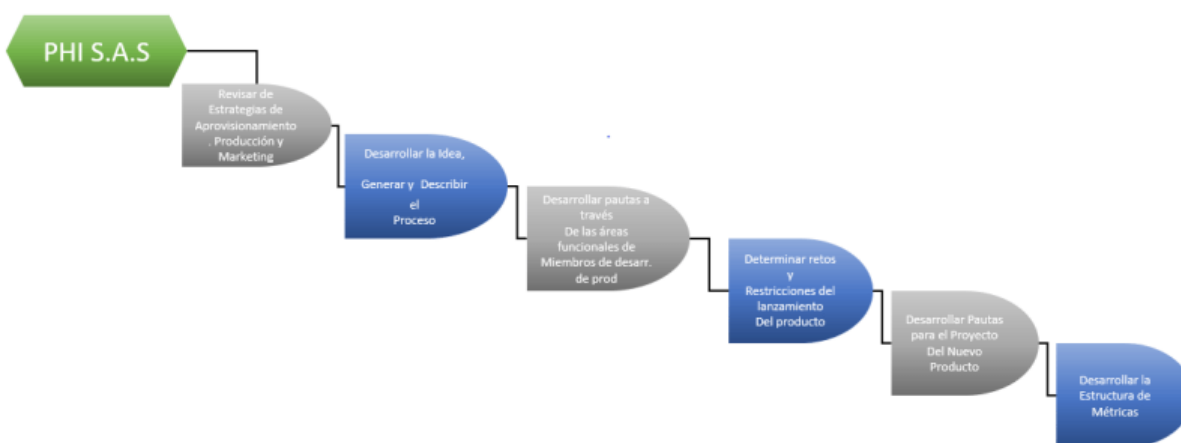 PHI S.A.S
Revisar de
Estrategias de
Aprovisionamiento
. Producción y
Marketing
Desarrollar la Idea,
Generar y Describir
el
Proceso
Desarrollar pautas a
través
De las áreas
funcionales de
Miembros de desarr.
de prod
Determinar retos
y
Restricciones del
lanzamiento
Del producto
Desarrollar Pautas
para el Proyecto
Del Nuevo
Producto
Desarrollar la
Estructura de
Métricas